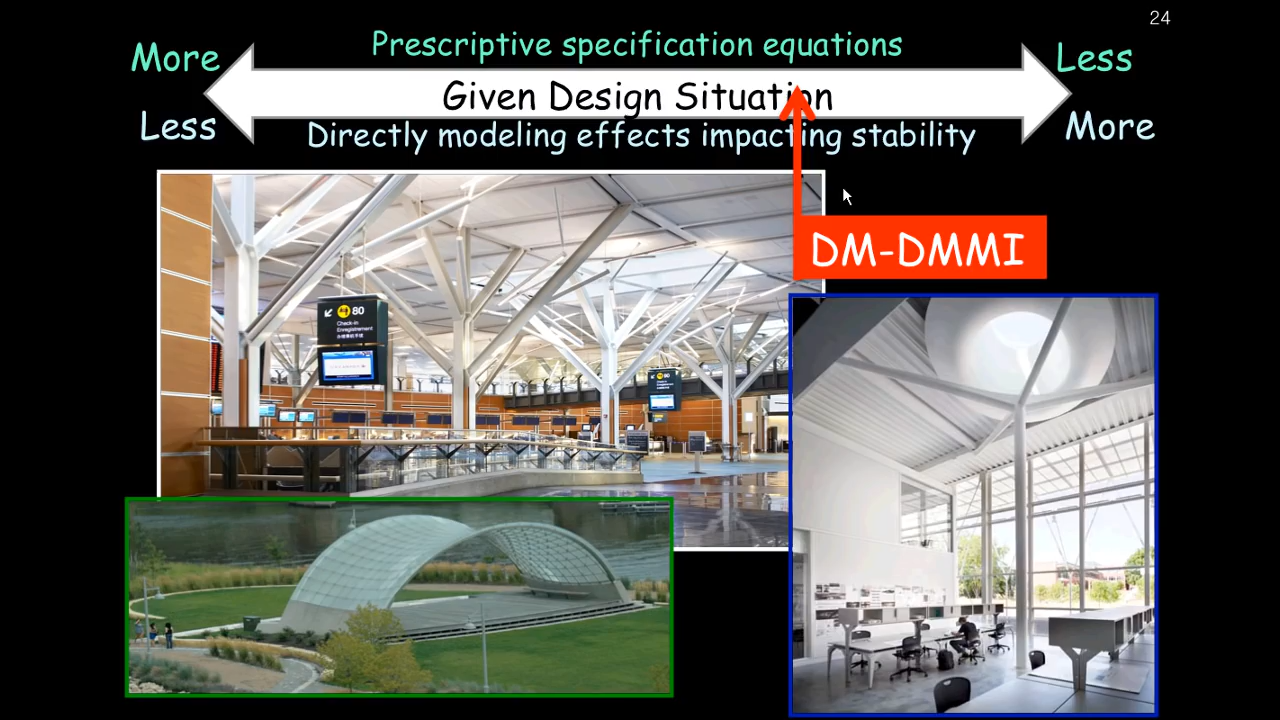 24
More
Prescriptive specification equations
Less
Given Design Situation
Less
Directly modeling effects impacting stability
More
DM-DMMI
80
Check-in
Enregistrement